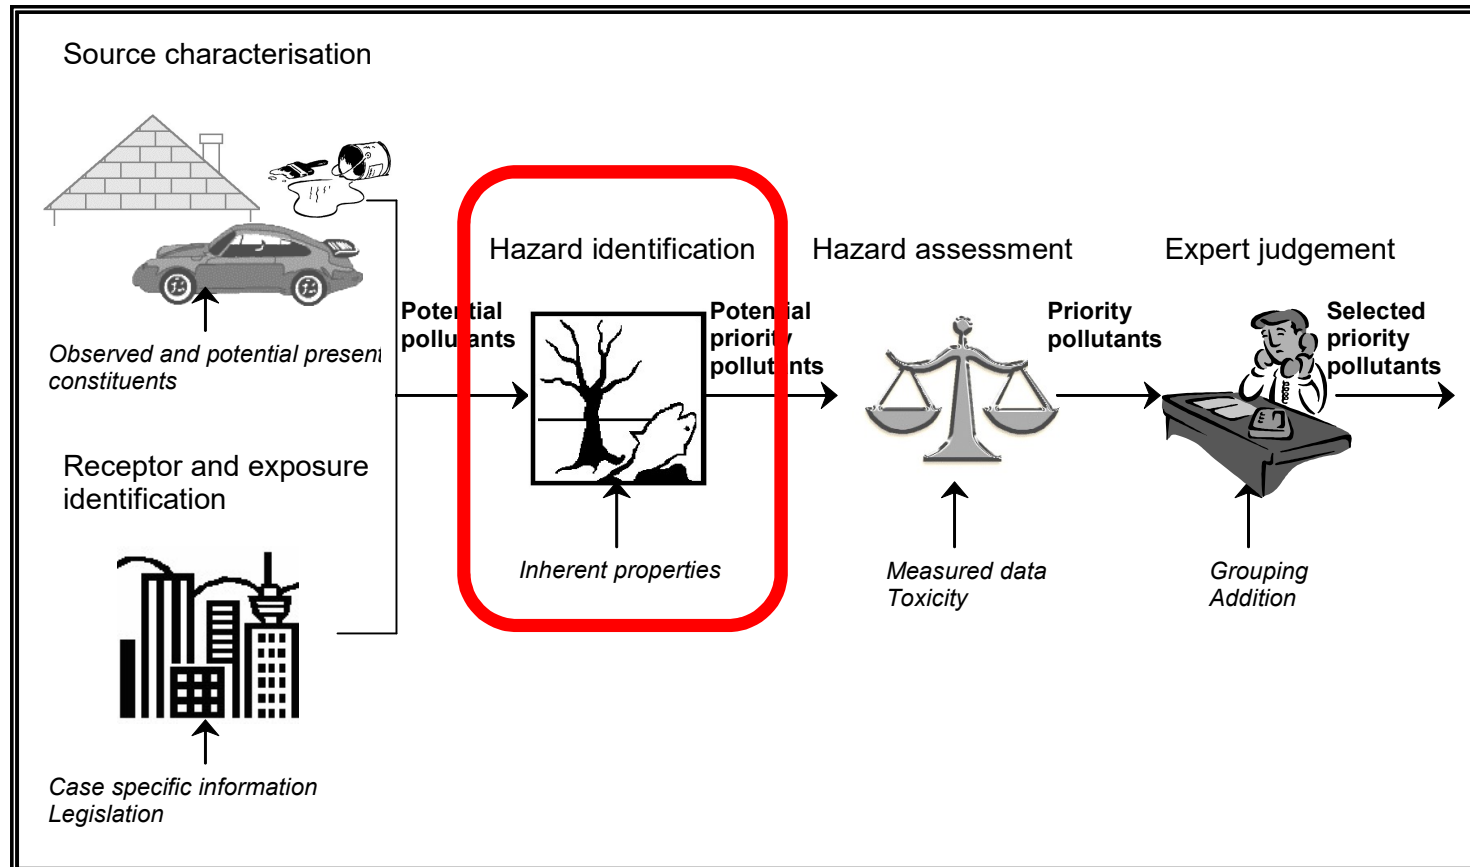 Source characterisation
Observed and potential present
constituents
Receptor and exposure
identification
Case specific information
Legislation
Potential
pollutants
Hazard identification
Inherent properties
Potential
priority
pollutants
Hazard assessment
Measured data
Toxicity
Priority
pollutants
Expert judgement
Grouping
Addition
Selected
priority
pollutants